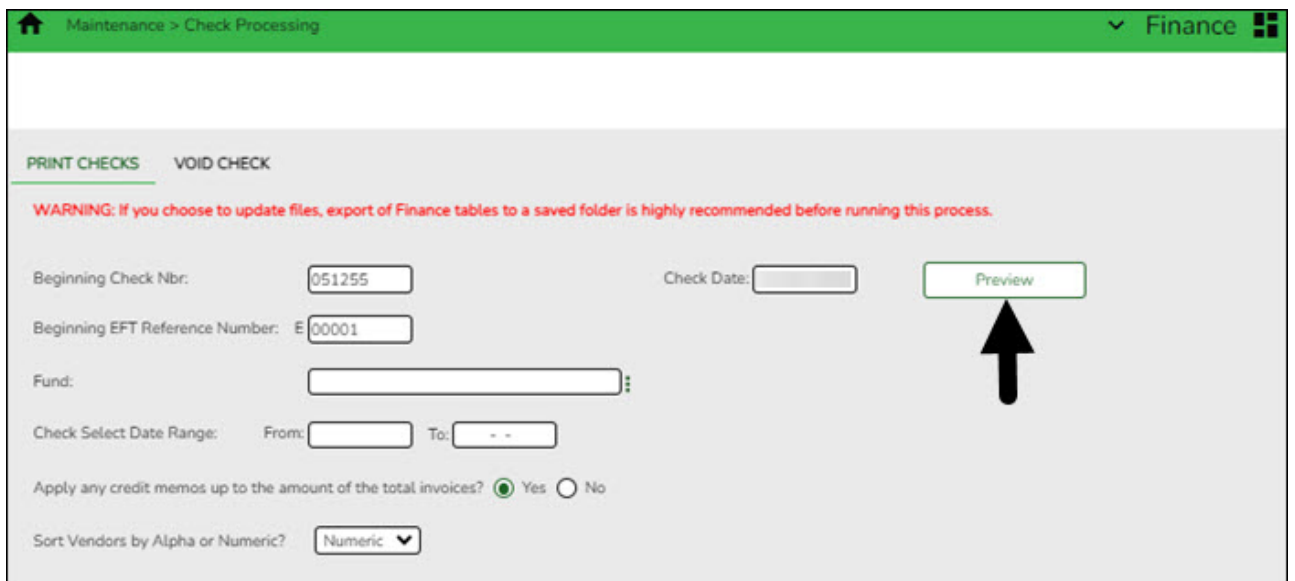 Maintenance > Check Processing
Finance
PRINT CHECKS VOID CHECK
WARNING: If you choose to update files, export of Finance tables to a saved folder is highly recommended before running this process.
Beginning Check Nbr: 051255 Check Date: Preview
Beginning EFT Reference Number: E 00001
Fund:
Check Select Date Range: From: To: - -
Apply any credit memos up to the amount of the total invoices? Yes No
Sort Vendors by Alpha or Numeric? Numeric